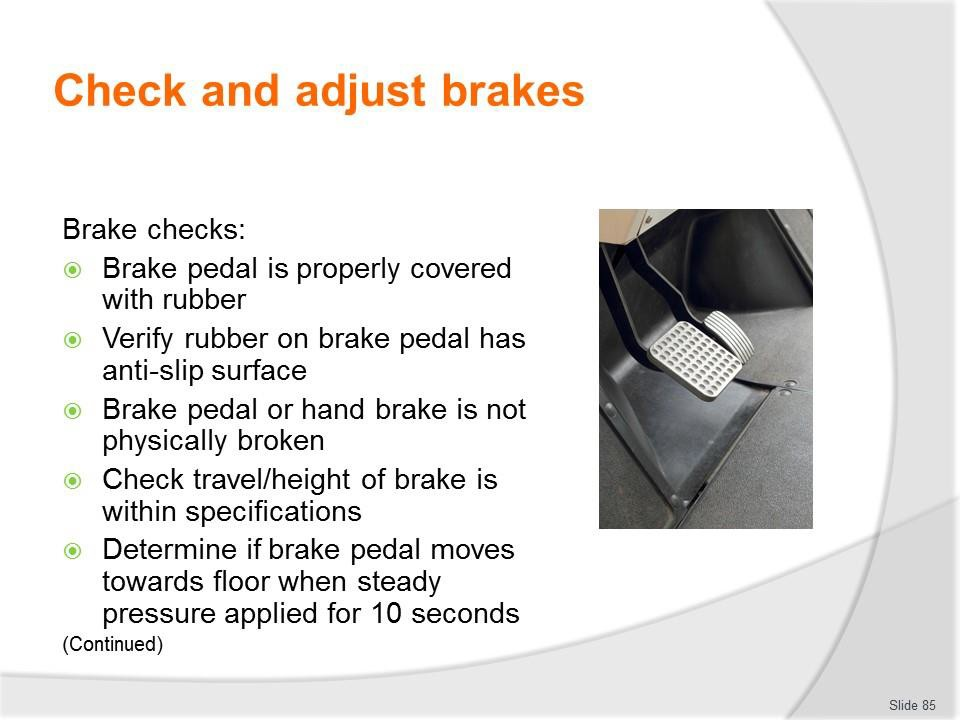 Check and adjust brakes
Brake checks:
Brake pedal is properly covered
with rubber
Verify rubber on brake pedal has
anti-slip surface
Brake pedal or hand brake is not
physically broken
Check travel/height of brake is
within specifications
Determine if brake pedal moves
towards floor when steady
pressure applied for 10 seconds
(Continued)
Slide 85